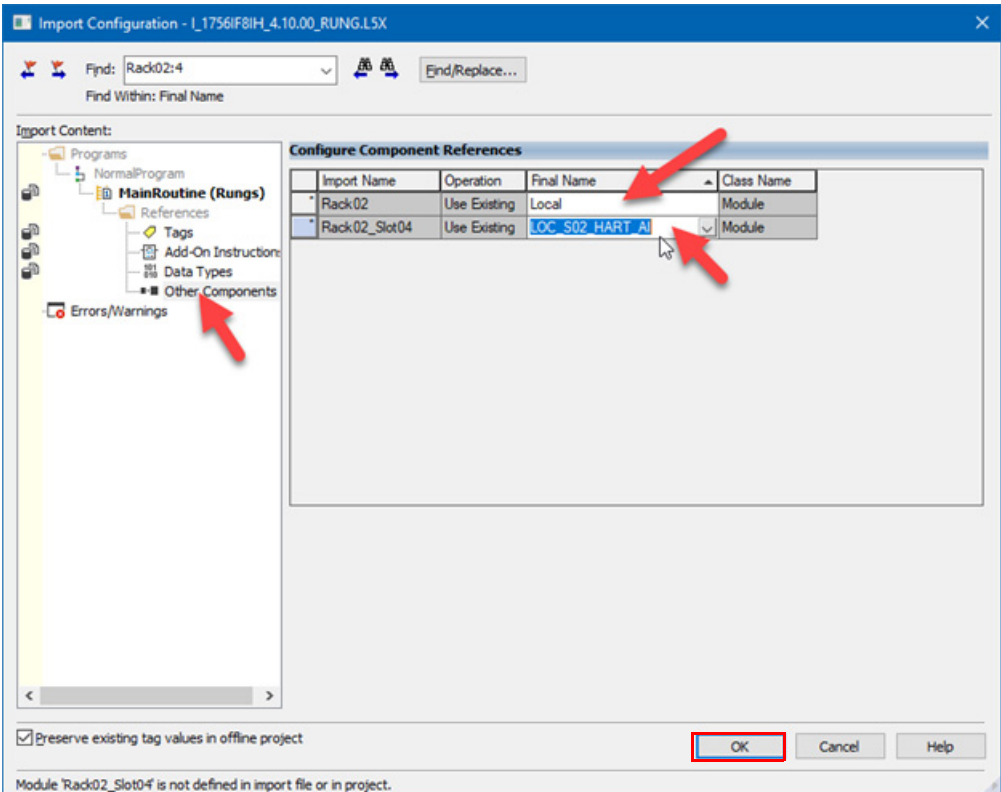 Import Configuration - I_1756IF8IH_4.10.00_RUNG.L5X
Find: Rack02:4
Find/Replace...
Find Within: Final Name
Import Content:
Programs
NormalProgram
MainRoutine (Rungs)
References
Tags
Add-On Instruction
Data Types
Other Components
Errors/Warnings
Configure Component References
Import Name Operation Final Name Class Name
Rack02 Use Existing Local Module
Rack02_Slot04 Use Existing LOC_S02_HART_AI Module
Preserve existing tag values in offline project
OK Cancel Help
Module 'Rack02_Slot04' is not defined in import file or in project.